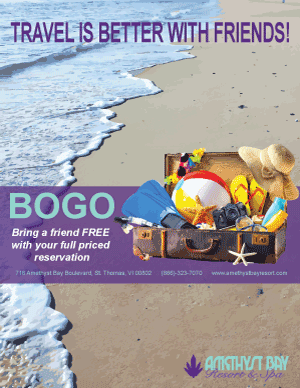 TRAVEL IS BETTER WITH FRIENDS!
BOGO
Bring a friend FREE
with your full priced
reservation
716 Amethyst Bay Boulevard, St. Thomas, VI 00802 (866)-323-7070 www.amethystbayresort.com
AMETHYST BAY
Resort & Spa